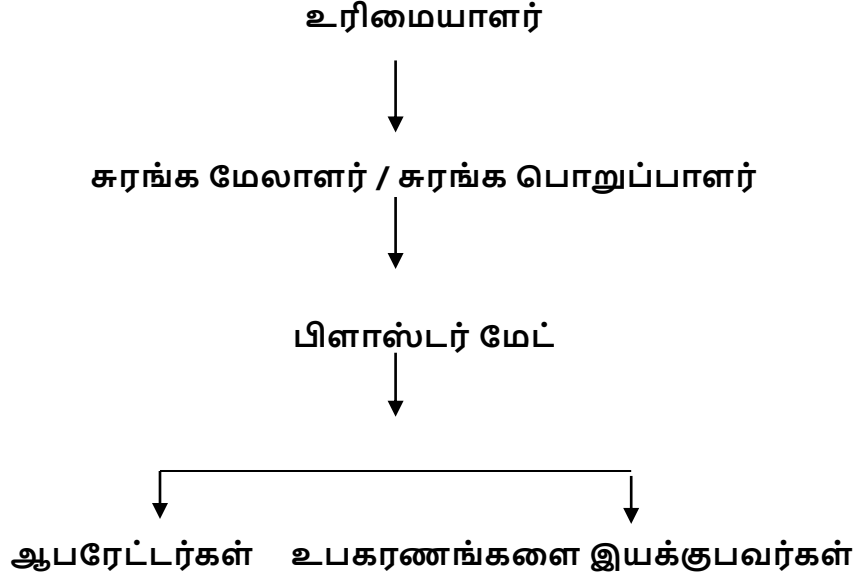 உரிமையாளர்
சுரங்க மேலாளர் / சுரங்க பொறுப்பாளர்
பிளாஸ்டர் மேட்
ஆபரேட்டர்கள் உபகரணங்களை இயக்குபவர்கள்